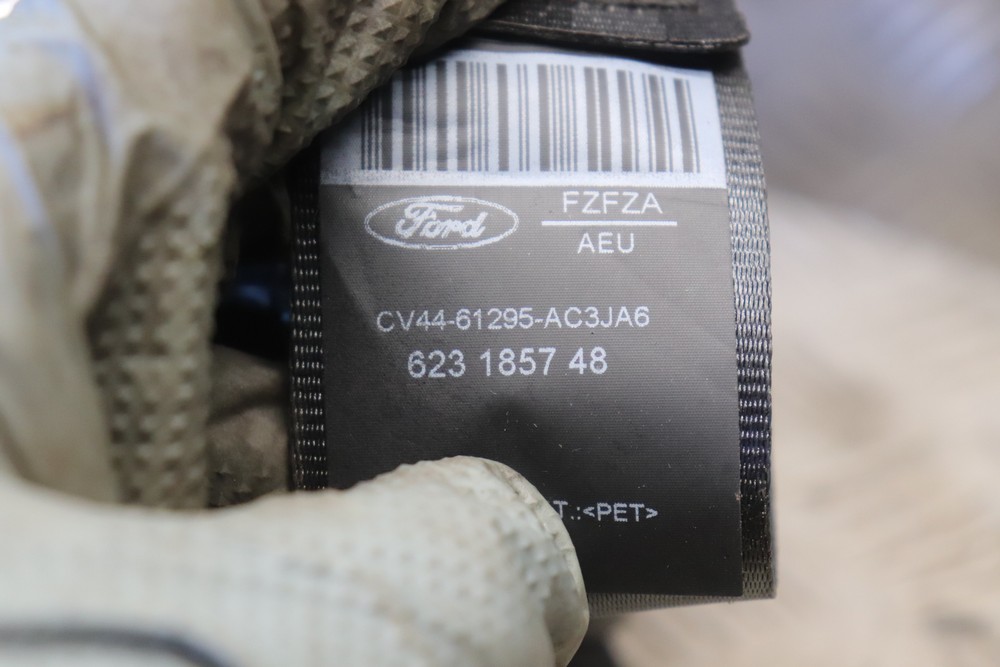 Ford
FZFZA
AEU
CV44-61295-AC3JA6
623 1857 48
T.:<PET>